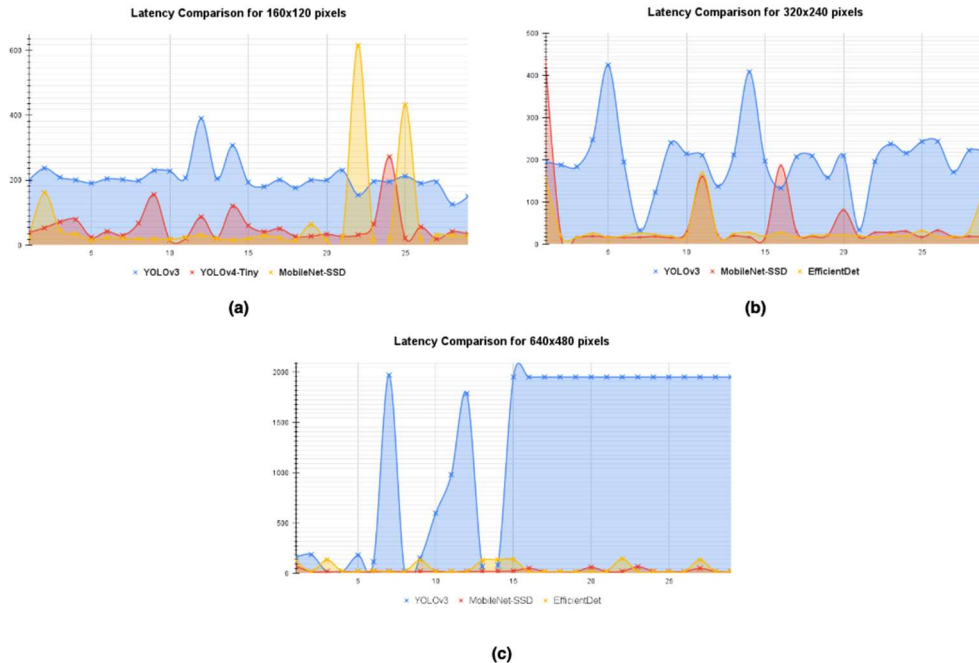 Latency Comparison for 160x120 pixels
600
400
200
0
5
10
15
20
25
YOLOv3
YOLOv4-Tiny
MobileNet-SSD
(a)
Latency Comparison for 320x240 pixels
500
400
300
200
100
0
5
10
15
20
25
YOLOv3
MobileNet-SSD
EfficientDet
(b)
Latency Comparison for 640x480 pixels
2000
1500
1000
500
0
5
10
15
20
25
YOLOv3
MobileNet-SSD
EfficientDet
(c)